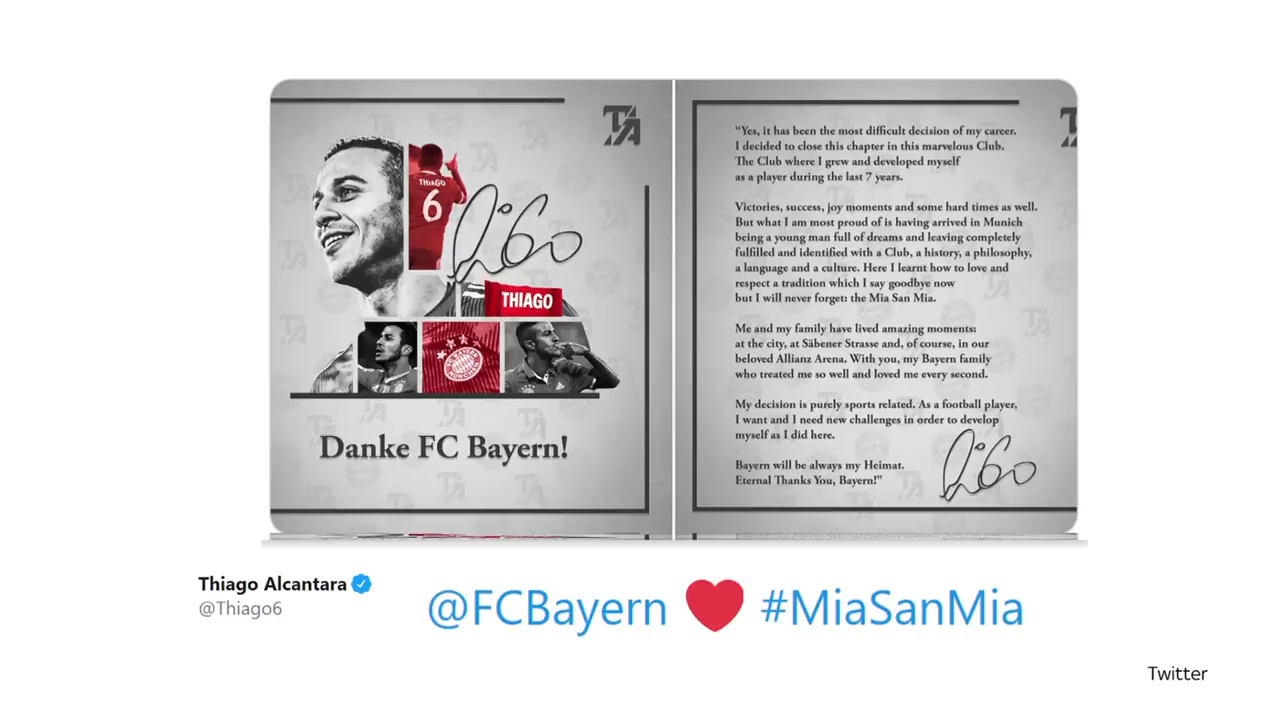 TA
THIAGO
6
THIAGO
FC BAYERN MÜNCHEN
Danke FC Bayern!
“Yes, it has been the most difficult decision of my career.
I decided to close this chapter in this marvelous Club.
The Club where I grew and developed myself
as a player during the last 7 years.
Victories, success, joy moments and some hard times as well.
But what I am most proud of is having arrived in Munich
being a young man full of dreams and leaving completely
fulfilled and identified with a Club, a history, a philosophy,
a language and a culture. Here I learnt how to love and
respect a tradition which I say goodbye now
but I will never forget: the Mia San Mia.
Me and my family have lived amazing moments:
at the city, at Säbener Strasse and, of course, in our
beloved Allianz Arena. With you, my Bayern family
who treated me so well and loved me every second.
My decision is purely sports related. As a football player,
I want and I need new challenges in order to develop
myself as I did here.
Bayern will be always my Heimat.
Eternal Thanks You, Bayern!”
Thiago Alcantara
@Thiago6
@FCBayern ❤ #MiaSanMia
Twitter